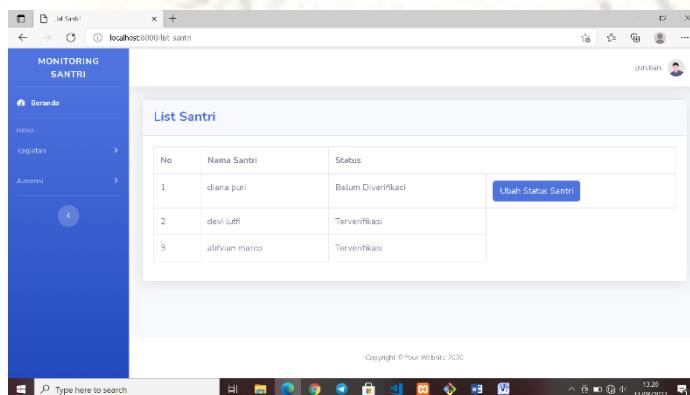 List Santri
localhost:8000/list-santri
MONITORING
SANTRI
gurubaru
Beranda
MENU
Kegiatan
Absensi
List Santri
No Nama Santri Status
1 diana puri Belum Diverifikasi Ubah Status Santri
2 devi lutfi Terverifikasi
3 alifvian marco Terverifikasi
Copyright © Your Website 2020
Type here to search
13.20